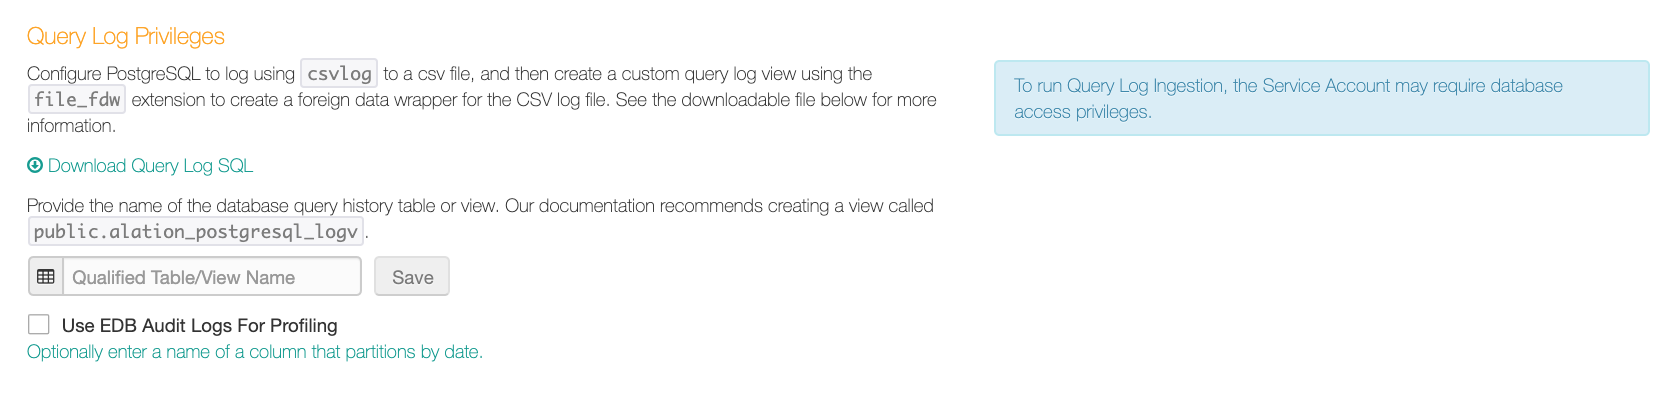 Query Log Privileges
Configure PostgreSQL to log using csvlog to a csv file, and then create a custom query log view using the
file_fdw extension to create a foreign data wrapper for the CSV log file. See the downloadable file below for more
information.
To run Query Log Ingestion, the Service Account may require database
access privileges.
Download Query Log SQL
Provide the name of the database query history table or view. Our documentation recommends creating a view called
public.alation_postgresql_logv.
Qualified Table/View Name
Save
Use EDB Audit Logs For Profiling
Optionally enter a name of a column that partitions by date.